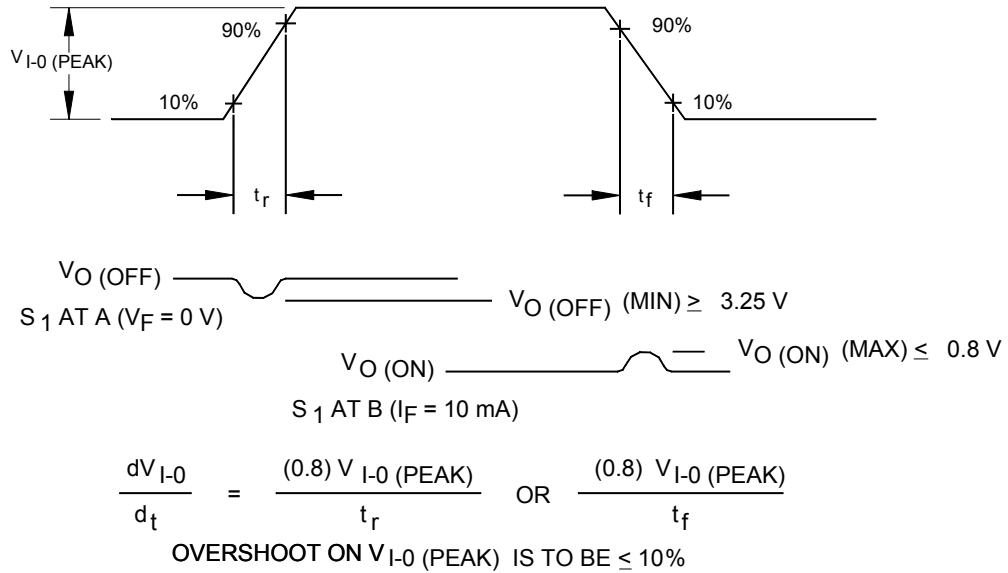 90%
90%
V I-0 (PEAK)
10%
10%
t r
t f
V O (OFF)
V O (OFF) (MIN) ≥ 3.25 V
S 1 AT A (V F = 0 V)
V O (ON) (MAX) ≤ 0.8 V
V O (ON)
S 1 AT B (I F = 10 mA)
dV I-0 (0.8) V I-0 (PEAK) (0.8) V I-0 (PEAK)
= OR
d t t r t f
OVERSHOOT ON V I-0 (PEAK) IS TO BE ≤ 10%